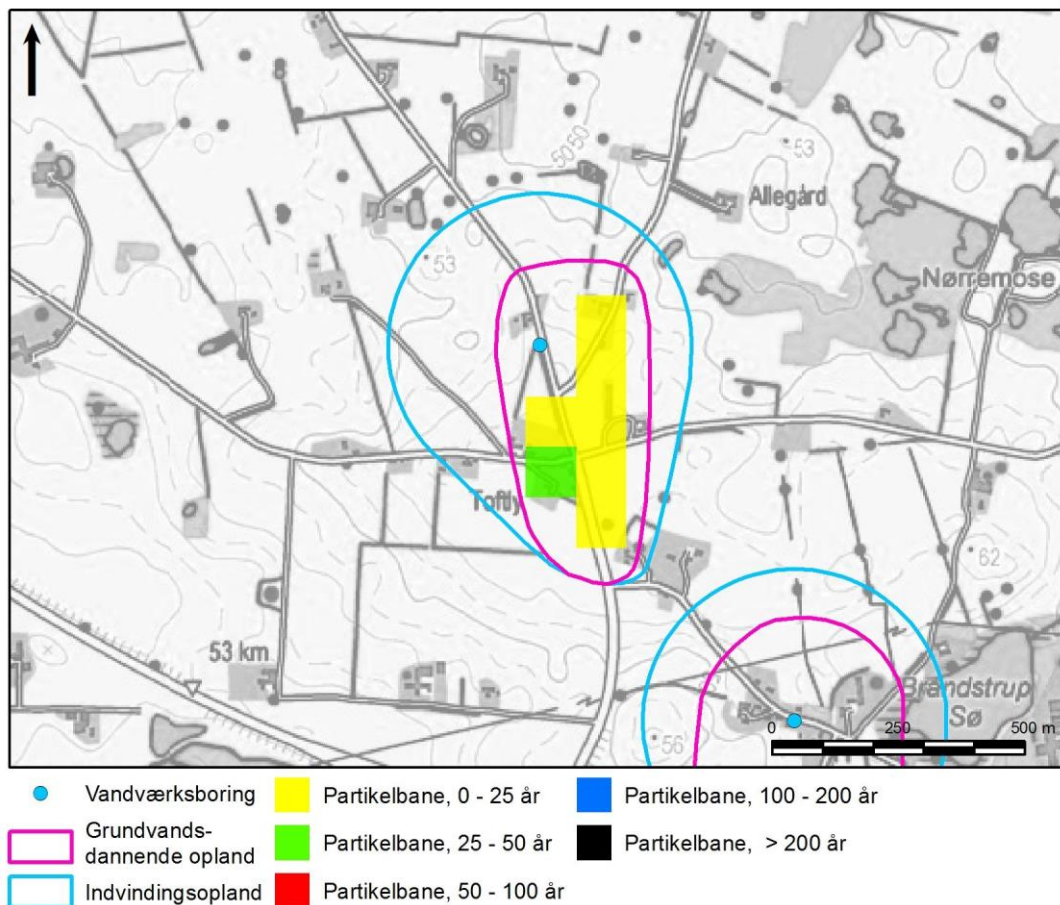 50 50
53
Allegård
53
Nørremose
Toftly
62
53 km
Brandstrup
Sø
56
0 250 500 m
Vandværksboring
Grundvands-
dannende opland
Indvindingsopland
Partikelbane, 0 - 25 år
Partikelbane, 25 - 50 år
Partikelbane, 50 - 100 år
Partikelbane, 100 - 200 år
Partikelbane, > 200 år